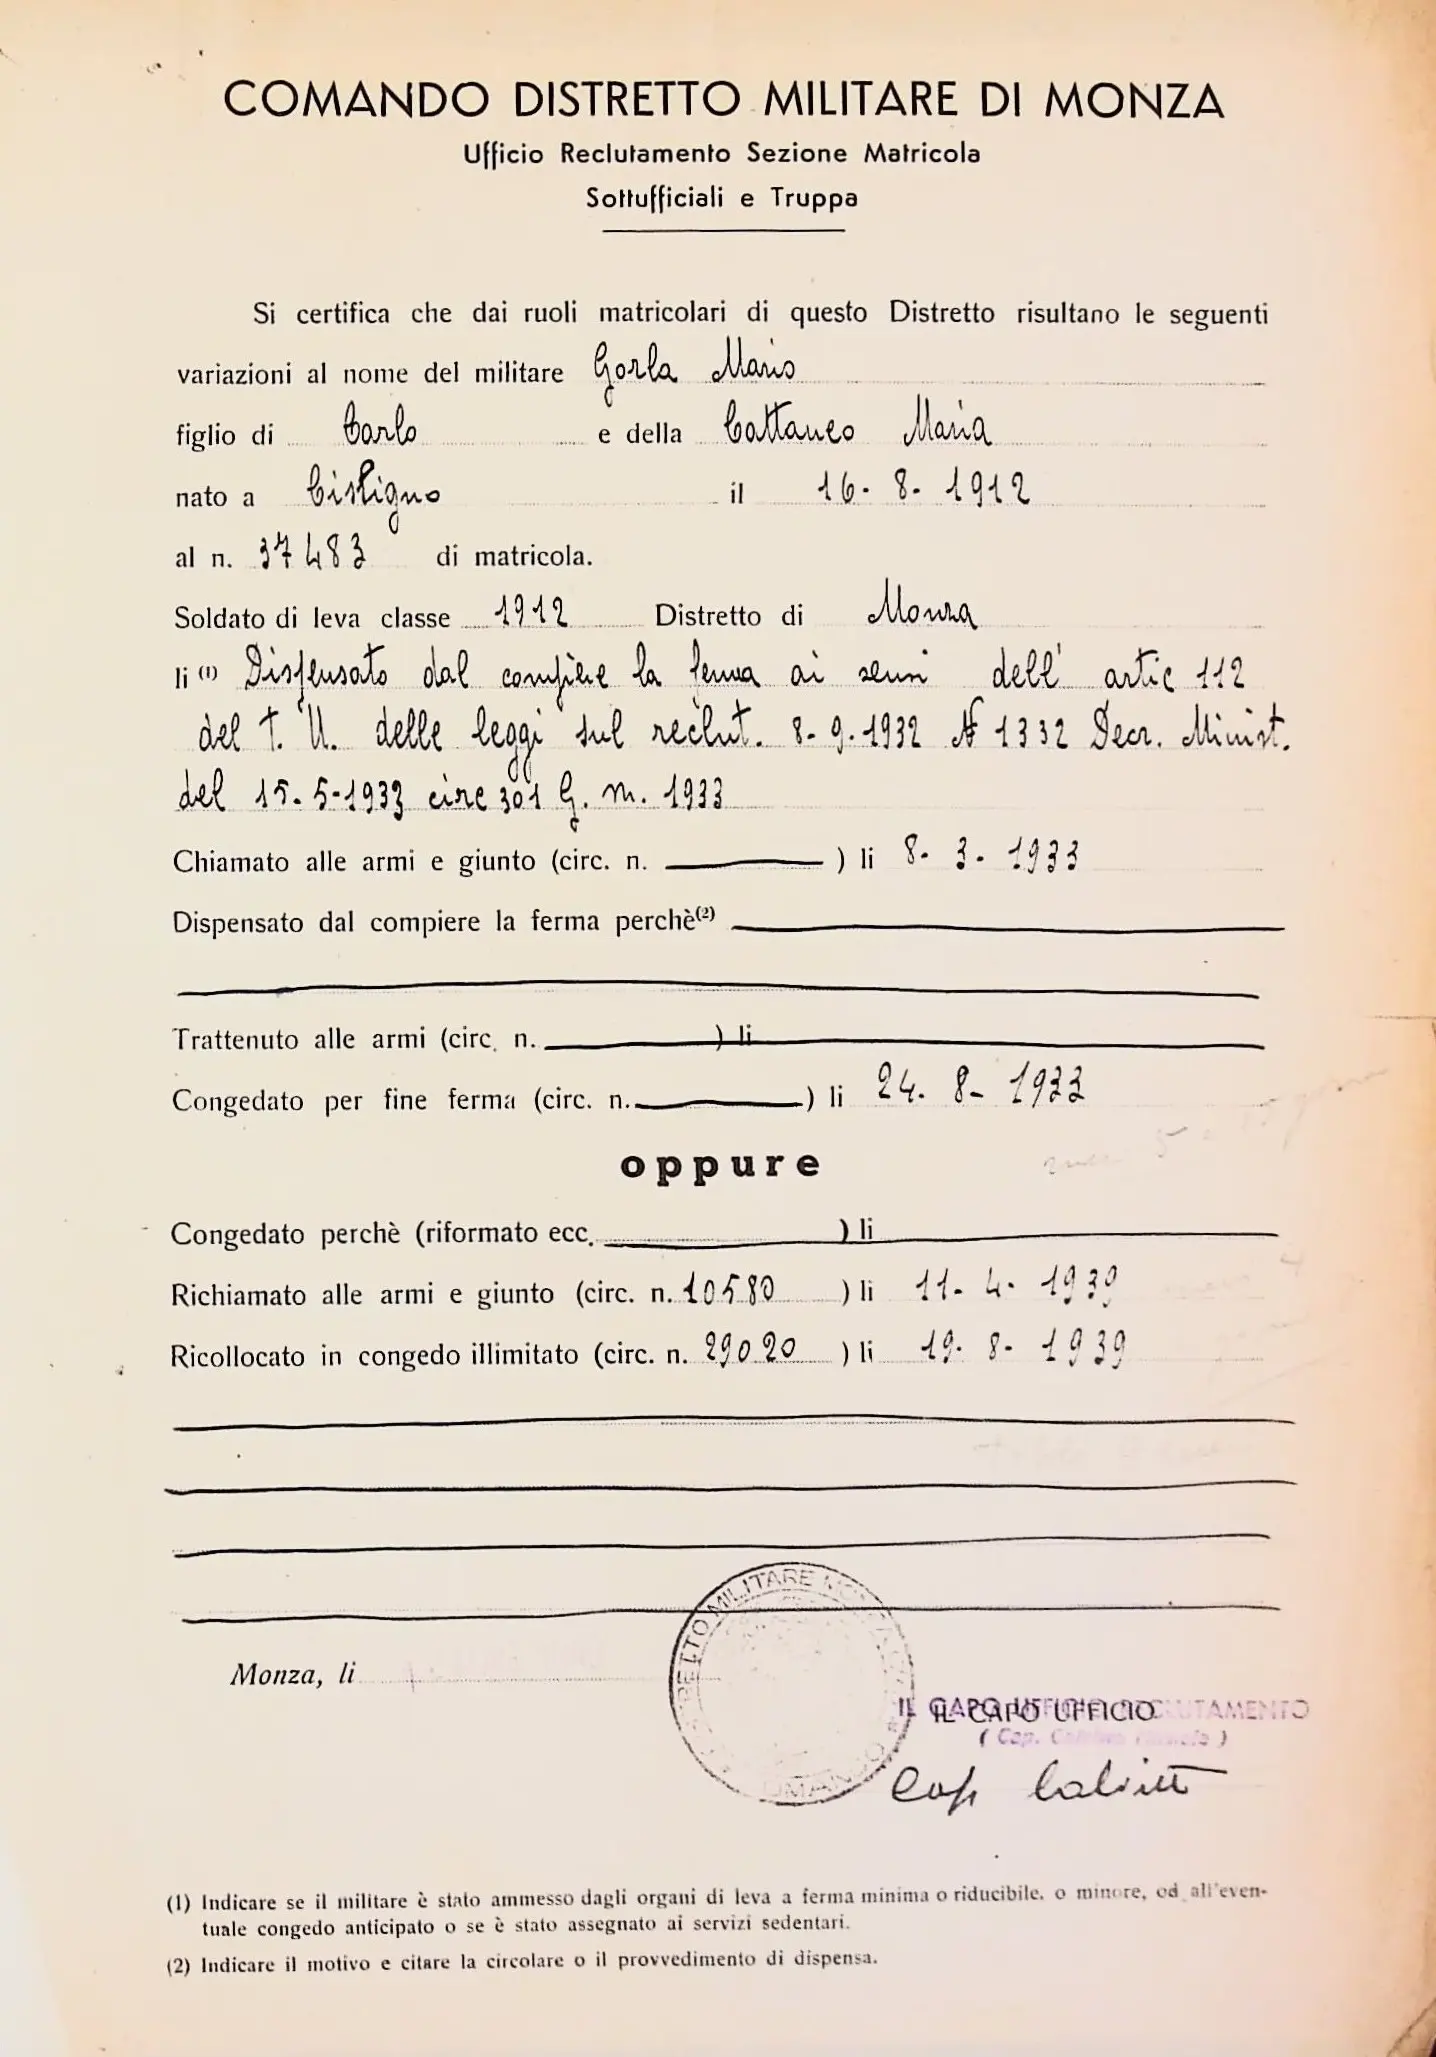 COMANDO DISTRETTO MILITARE DI MONZA
Ufficio Reclutamento Sezione Matricola
Sottufficiali e Truppa
Si certifica che dai ruoli matricolari di questo Distretto risultano le seguenti
variazioni al nome del militare Gorla Mario
figlio di Carlo e della Cattaneo Maria
nato a il 16-8-1912
al n. 37483 di matricola.
Soldato di leva classe 1912 Distretto di Monza
li (1) Dispensato dal compiere la ferma ai sensi dell' artic 112
del T. U. delle leggi sul reclut. 8-9-1932 N 1332 Decr. Minist.
del 15-5-1933 circ 301 G. M. 1933
Chiamato alle armi e giunto (circ. n. ) li 8-3-1933
Dispensato dal compiere la ferma perchè(2)
Trattenuto alle armi (circ. n. ) li
Congedato per fine ferma (circ. n. ) li 24-8-1933
oppure
Congedato perchè (riformato ecc. ) li
Richiamato alle armi e giunto (circ. n. 10580 ) li 11-4-1939
Ricollocato in congedo illimitato (circ. n. 29020 ) li 19-8-1939
Monza, li
IL CAPO UFFICIO
Cap
(1) Indicare se il militare è stato ammesso dagli organi di leva a ferma minima o riducibile, o minore, od all'even-
tuale congedo anticipato o se è stato assegnato ai servizi sedentari.
(2) Indicare il motivo e citare la circolare o il provvedimento di dispensa.